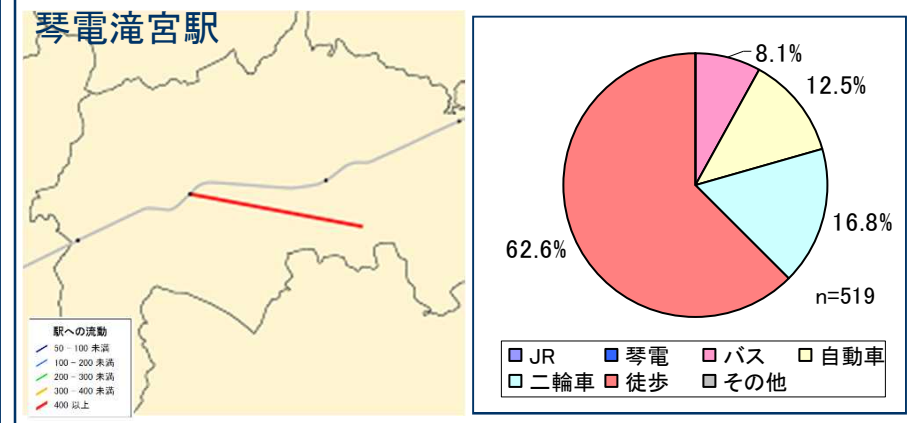 琴電滝宮駅
駅への流動
50 - 100 未満
100 - 200 未満
200 - 300 未満
300 - 400 未満
400 以上
8.1%
12.5%
16.8%
62.6%
n=519
JR 琴電 バス 自動車
二輪車 徒歩 その他